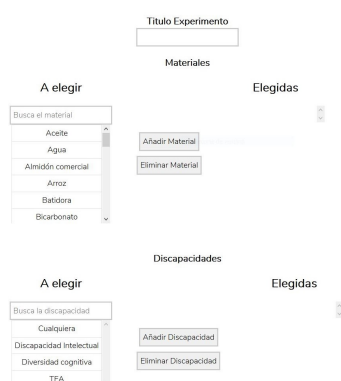 Titulo Experimento
Materiales
A elegir
Elegidas
Busca el material
Aceite
Agua
Almidón comercial
Arroz
Batidora
Bicarbonato
Añadir Material
Eliminar Material
Discapacidades
A elegir
Elegidas
Busca la discapacidad
Cualquiera
Discapacidad Intelectual
Diversidad cognitiva
TEA
Añadir Discapacidad
Eliminar Discapacidad